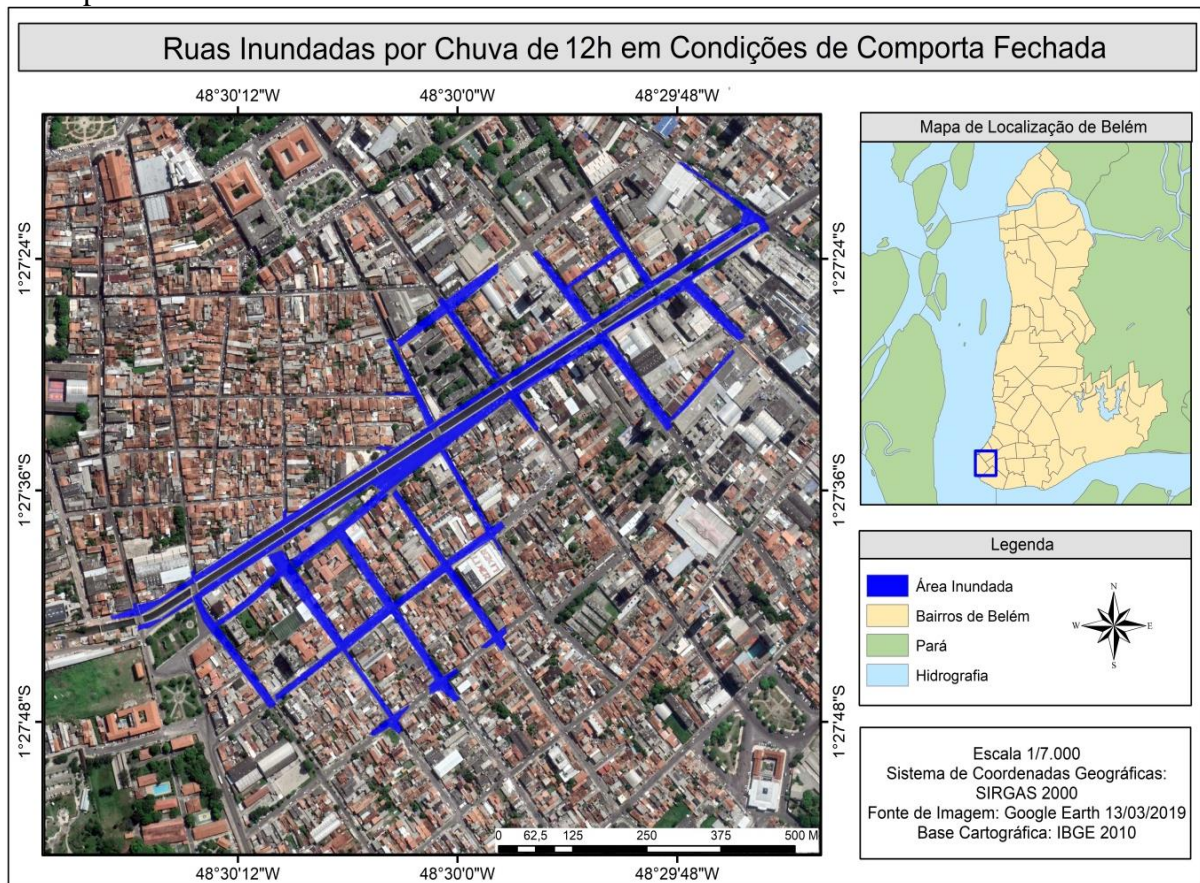 Ruas Inundadas por Chuva de 12h em Condições de Comporta Fechada
48°30'12"W 48°30'0"W 48°29'48"W
1°27'24"S 1°27'24"S
1°27'36"S 1°27'36"S
1°27'48"S 1°27'48"S
0 62,5 125 250 375 500 M
48°30'12"W 48°30'0"W 48°29'48"W
Mapa de Localização de Belém
Legenda
Área Inundada
Bairros de Belém
Pará
Hidrografia
N
W E
S
Escala 1/7.000
Sistema de Coordenadas Geográficas:
SIRGAS 2000
Fonte de Imagem: Google Earth 13/03/2019
Base Cartográfica: IBGE 2010